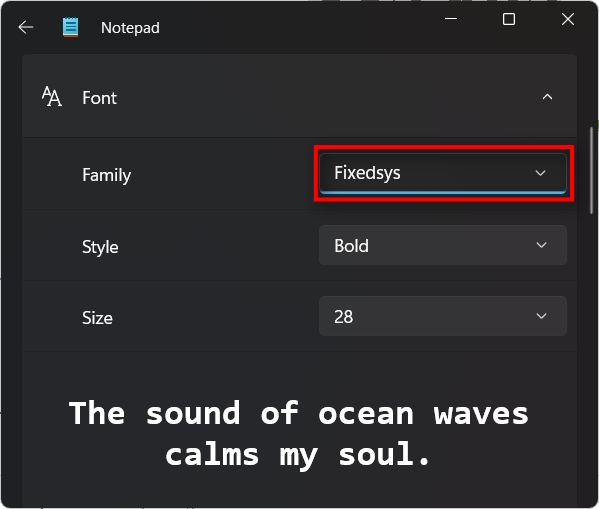 Notepad
Font
Family
Fixedsys
Style
Bold
Size
28
The sound of ocean waves
calms my soul.